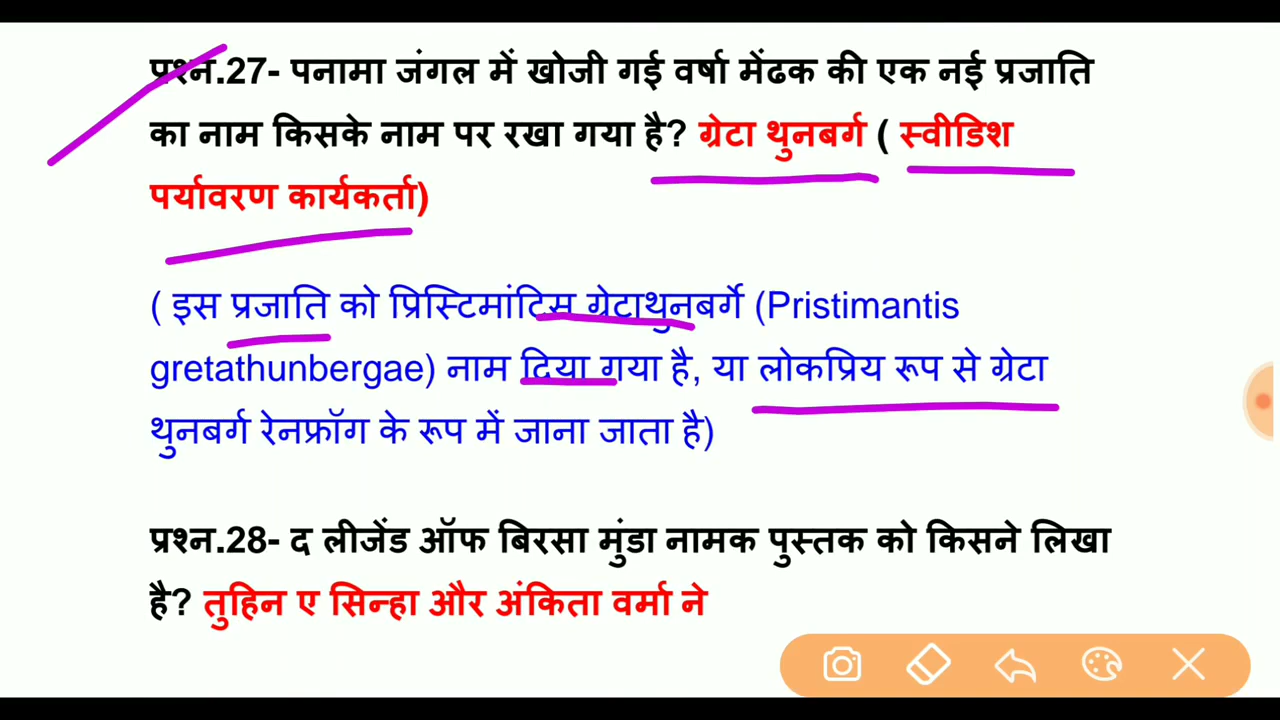 प्रश्न.27- पनामा जंगल में खोजी गई वर्षा मेंढक की एक नई प्रजाति
का नाम किसके नाम पर रखा गया है? ग्रेटा थुनबर्ग ( स्वीडिश
पर्यावरण कार्यकर्ता)
( इस प्रजाति को प्रिस्टिमांटिस ग्रेटाथुनबर्गे (Pristimantis
gretathunbergae) नाम दिया गया है, या लोकप्रिय रूप से ग्रेटा
थुनबर्ग रेनफ्रॉग के रूप में जाना जाता है)
प्रश्न.28- द लीजेंड ऑफ बिरसा मुंडा नामक पुस्तक को किसने लिखा
है? तुहिन ए सिन्हा और अंकिता वर्मा ने